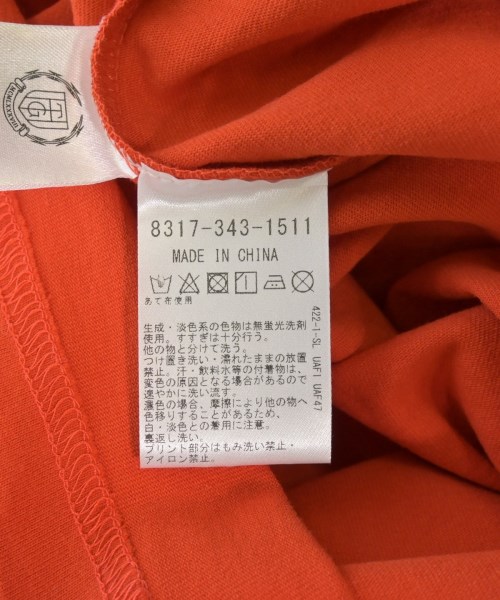 8317-343-1511
MADE IN CHINA
あて布使用
生成・淡色系の色物は無蛍光洗剤
使用。すすぎは十分行う。
他の物と分けて洗う。
つけ置き洗い・濡れたままの放置
禁止。汗・飲料水等の付着物は、
変色の原因となる場合があるので
速やかに洗い流す。
濃色の場合、摩擦により他の物へ
色移りすることがあるため、
白・淡色との着用に注意。
裏返し洗い。
プリント部分はもみ洗い禁止・
アイロン禁止。
422-1-SL UAF1 UAF47